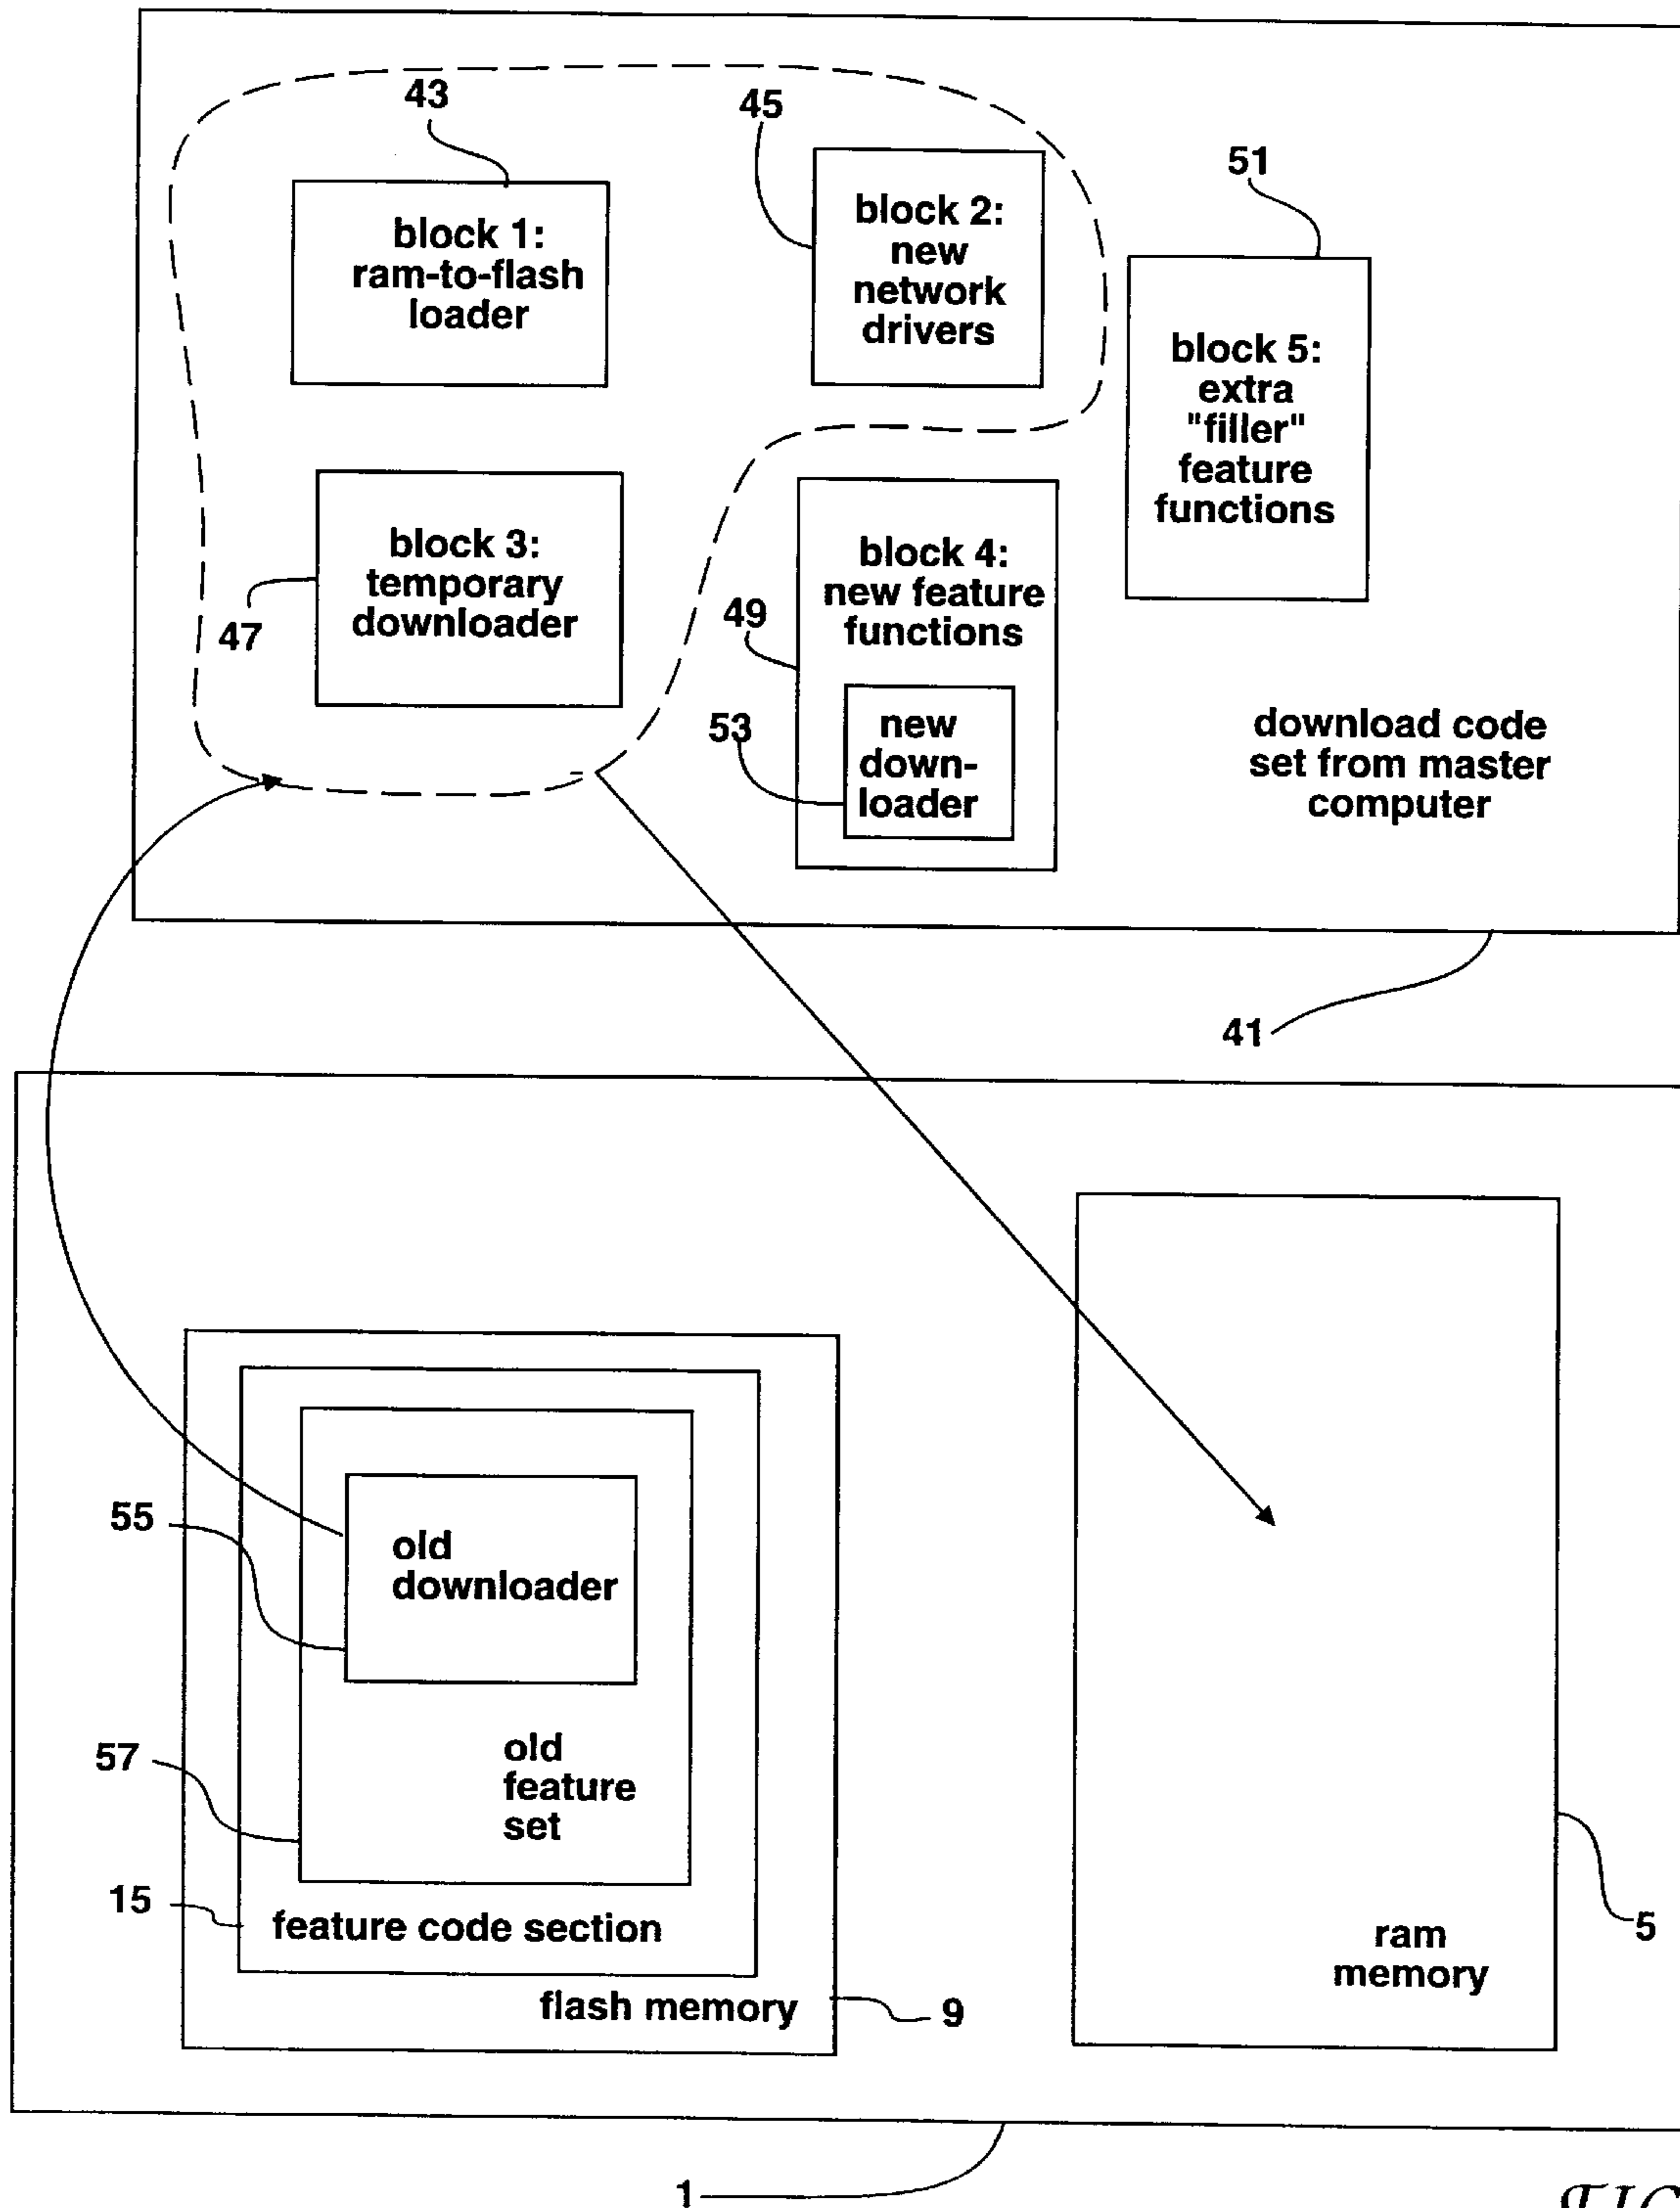 43
45
51
block 1:
ram-to-flash
loader
block 2:
new
network
drivers
block 5:
extra
"filler"
feature
functions
block 3:
temporary
downloader
47
block 4:
new feature
functions
49
53
new
down-
loader
download code
set from master
computer
41
55
old
downloader
57
old
feature
set
15
feature code section
flash memory
9
ram
memory
5
1